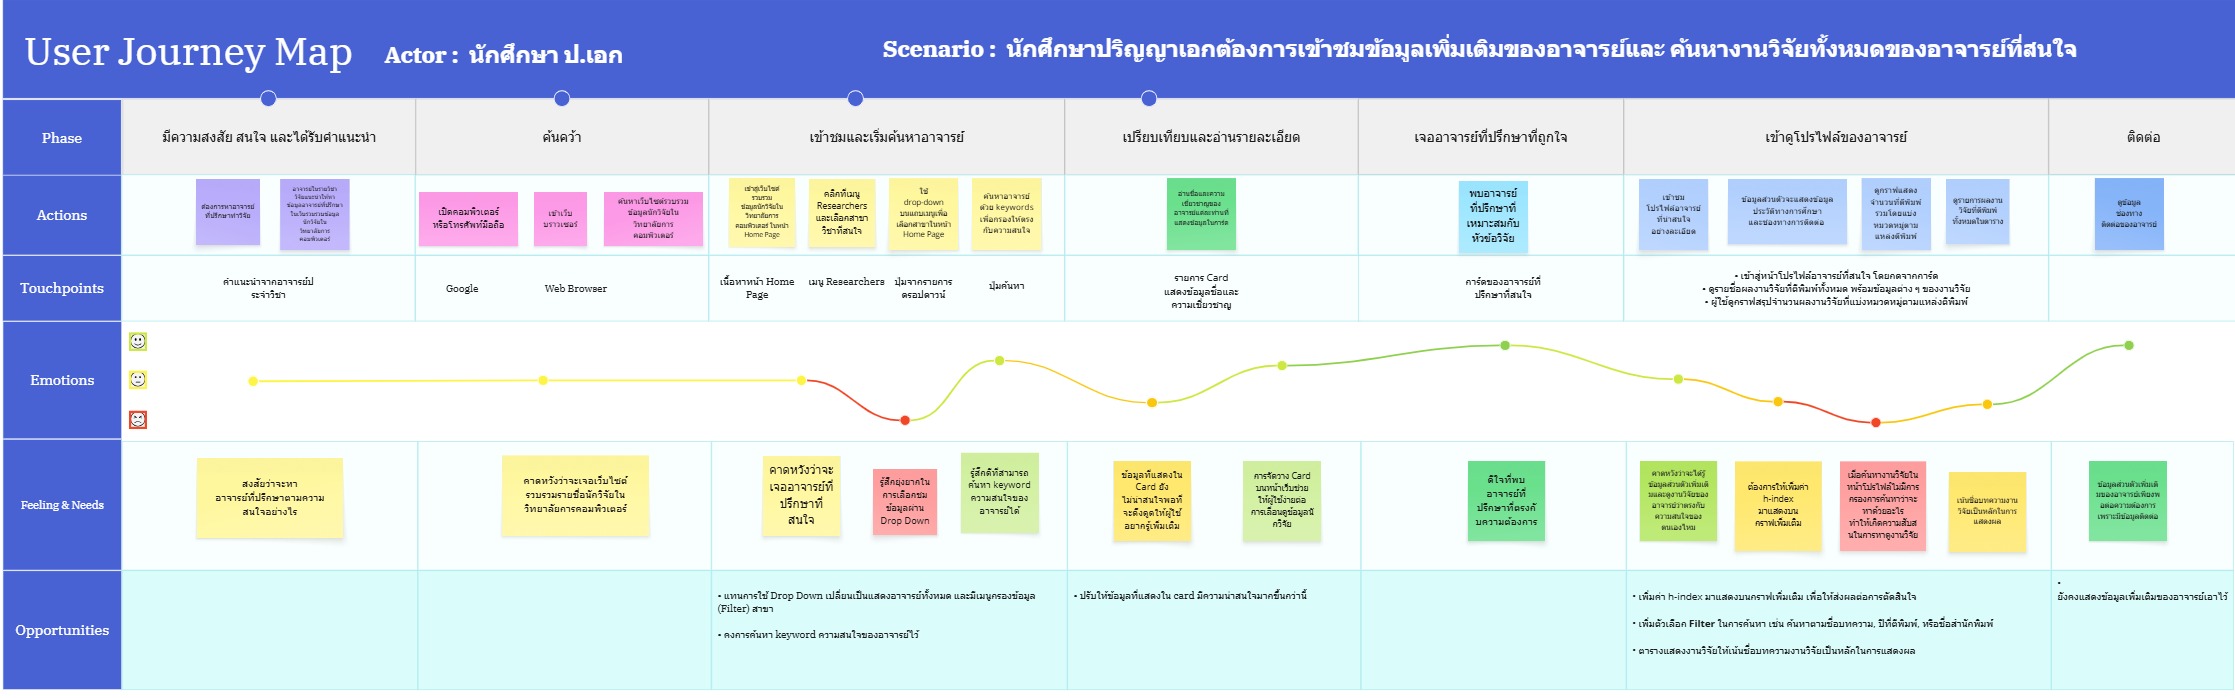 User Journey Map
Actor : นักศึกษา ป.เอก
Scenario : นักศึกษาปริญญาเอกต้องการเข้าชมข้อมูลเพิ่มเติมของอาจารย์และ ค้นหางานวิจัยทั้งหมดของอาจารย์ที่สนใจ
Phase
มีความสงสัย สนใจ และได้รับคำแนะนำ
ค้นคว้า
เข้าชมและเริ่มค้นหาอาจารย์
เปรียบเทียบและอ่านรายละเอียด
เจออาจารย์ที่ปรึกษาที่ถูกใจ
เข้าดูโปรไฟล์ของอาจารย์
ติดต่อ
Actions
ต้องการหาอาจารย์
ที่ปรึกษาทำวิจัย
อาจารย์ในรายวิชา
วิจัยแนะนำให้หา
ข้อมูลอาจารย์ที่ปรึกษา
ในเว็บรวบรวมข้อมูล
นักวิจัยใน
วิทยาลัยการ
คอมพิวเตอร์
เปิดคอมพิวเตอร์
หรือโทรศัพท์มือถือ
เข้าเว็บ
บราวเซอร์
ค้นหาเว็บไซต์รวบรวม
ข้อมูลนักวิจัยใน
วิทยาลัยการ
คอมพิวเตอร์
เข้าสู่เว็บไซต์
รวบรวม
ข้อมูลนักวิจัยใน
วิทยาลัยการ
คอมพิวเตอร์ ในหน้า
Home Page
คลิกที่เมนู
Researchers
และเลือกสาขา
วิชาที่สนใจ
ใช้
drop-down
บนแถบเมนูเพื่อ
เลือกสาขาในหน้า
Home Page
ค้นหาอาจารย์
ด้วย keywords
เพื่อกรองให้ตรง
กับความสนใจ
อ่านชื่อและความ
เชี่ยวชาญของ
อาจารย์แต่ละท่านที่
แสดงข้อมูลในการ์ด
พบอาจารย์
ที่ปรึกษาที่
เหมาะสมกับ
หัวข้อวิจัย
เข้าชม
โปรไฟล์อาจารย์
ที่น่าสนใจ
อย่างละเอียด
ข้อมูลส่วนตัวจะแสดงข้อมูล
ประวัติทางการศึกษา
และช่องทางการติดต่อ
ดูกราฟแสดง
จำนวนที่ตีพิมพ์
รวมโดยแบ่ง
หมวดหมู่ตาม
แหล่งตีพิมพ์
ดูรายการผลงาน
วิจัยที่ตีพิมพ์
ทั้งหมดในตาราง
ดูข้อมูล
ช่องทาง
ติดต่อของอาจารย์
Touchpoints
คำแนะนำจากอาจารย์ป
ระจำวิชา
Google
Web Browser
เนื้อหาหน้า Home
Page
เมนู Researchers
ปุ่มจากรายการ
ดรอปดาวน์
ปุ่มค้นหา
รายการ Card
แสดงข้อมูลชื่อและ
ความเชี่ยวชาญ
การ์ดของอาจารย์ที่
ปรึกษาที่สนใจ
• เข้าสู่หน้าโปรไฟล์อาจารย์ที่สนใจ โดยกดจากการ์ด
• ดูรายชื่อผลงานวิจัยที่ตีพิมพ์ทั้งหมด พร้อมข้อมูลต่าง ๆ ของงานวิจัย
• ผู้ใช้ดูกราฟสรุปจำนวนผลงานวิจัยที่แบ่งหมวดหมู่ตามแหล่งตีพิมพ์
Emotions
Feeling & Needs
สงสัยว่าจะหา
อาจารย์ที่ปรึกษาตามความ
สนใจอย่างไร
คาดหวังว่าจะเจอเว็บไซต์
รวบรวมรายชื่อนักวิจัยใน
วิทยาลัยการคอมพิวเตอร์
คาดหวังว่าจะ
เจออาจารย์ที่
ปรึกษาที่
สนใจ
รู้สึกยุ่งยากใน
การเลือกชม
ข้อมูลผ่าน
Drop Down
รู้สึกดีที่สามารถ
ค้นหา keyword
ความสนใจของ
อาจารย์ได้
ข้อมูลที่แสดงใน
Card ยัง
ไม่น่าสนใจพอที่
จะดึงดูดให้ผู้ใช้
อยากรู้เพิ่มเติม
การจัดวาง Card
บนหน้าเว็บช่วย
ให้ผู้ใช้ง่ายต่อ
การเลื่อนดูข้อมูลนั
กวิจัย
ดีใจที่พบ
อาจารย์ที่
ปรึกษาที่ตรงกั
บความต้องการ
คาดหวังว่าจะได้รู้
ข้อมูลส่วนตัวเพิ่มเติ
มและดูงานวิจัยของ
อาจารย์ว่าตรงกับ
ความสนใจของ
ตนเองไหม
ต้องการให้เพิ่มค่า
h-index
มาแสดงบน
กราฟเพิ่มเติม
เมื่อค้นหางานวิจัยใน
หน้าโปรไฟล์ไม่มีการ
กรองการค้นหาว่าจะ
หาด้วยอะไร
ทำให้เกิดความสับส
นในการหาดูงานวิจัย
เน้นชื่อบทความงาน
วิจัยเป็นหลักในการ
แสดงผล
ข้อมูลส่วนตัวเพิ่มเติ
มของอาจารย์เพียงพ
อต่อความต้องการ
เพราะมีข้อมูลติดต่อ
Opportunities
• แทนการใช้ Drop Down เปลี่ยนเป็นแสดงอาจารย์ทั้งหมด และมีเมนูกรองข้อมูล
(Filter) สาขา
• คงการค้นหา keyword ความสนใจของอาจารย์ไว้
• ปรับให้ข้อมูลที่แสดงใน card มีความน่าสนใจมากขึ้นกว่านี้
• เพิ่มค่า h-index มาแสดงบนกราฟเพิ่มเติม เพื่อให้ส่งผลต่อการตัดสินใจ
• เพิ่มตัวเลือก Filter ในการค้นหา เช่น ค้นหาตามชื่อบทความ, ปีที่ตีพิมพ์, หรือชื่อสำนักพิมพ์
• ตารางแสดงงานวิจัยให้เน้นชื่อบทความงานวิจัยเป็นหลักในการแสดงผล
•
ยังคงแสดงข้อมูลเพิ่มเติมของอาจารย์เอาไว้